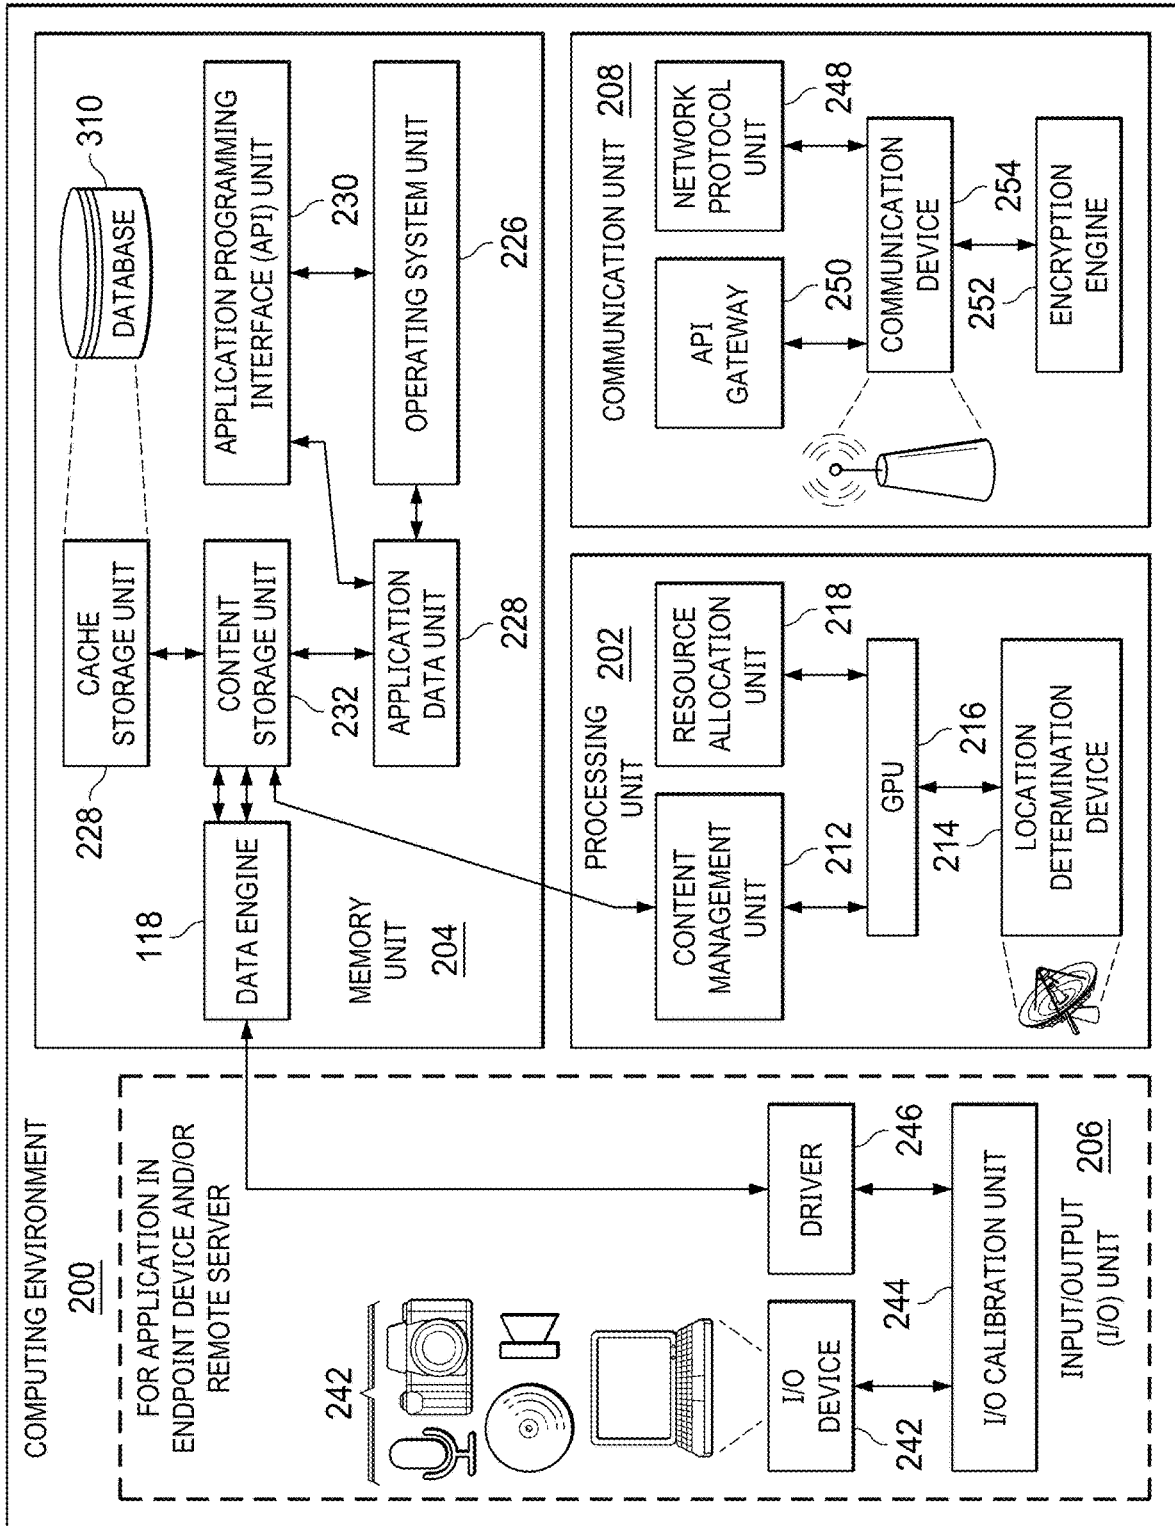 COMPUTING ENVIRONMENT
200
FOR APPLICATION IN
ENDPOINT DEVICE AND/OR
REMOTE SERVER
242
I/O
DEVICE
242
DRIVER
246
244
I/O CALIBRATION UNIT
INPUT/OUTPUT
(I/O) UNIT
206
118
DATA ENGINE
MEMORY
UNIT
204
228
CACHE
STORAGE UNIT
CONTENT
STORAGE UNIT
232
APPLICATION
DATA UNIT
228
310
DATABASE
APPLICATION PROGRAMMING
INTERFACE (API) UNIT
230
OPERATING SYSTEM UNIT
226
PROCESSING
UNIT
202
CONTENT
MANAGEMENT
UNIT
212
RESOURCE
ALLOCATION
UNIT
218
GPU
216
214
LOCATION
DETERMINATION
DEVICE
COMMUNICATION UNIT
208
API
GATEWAY
250
NETWORK
PROTOCOL
UNIT
248
COMMUNICATION
DEVICE
254
252
ENCRYPTION
ENGINE